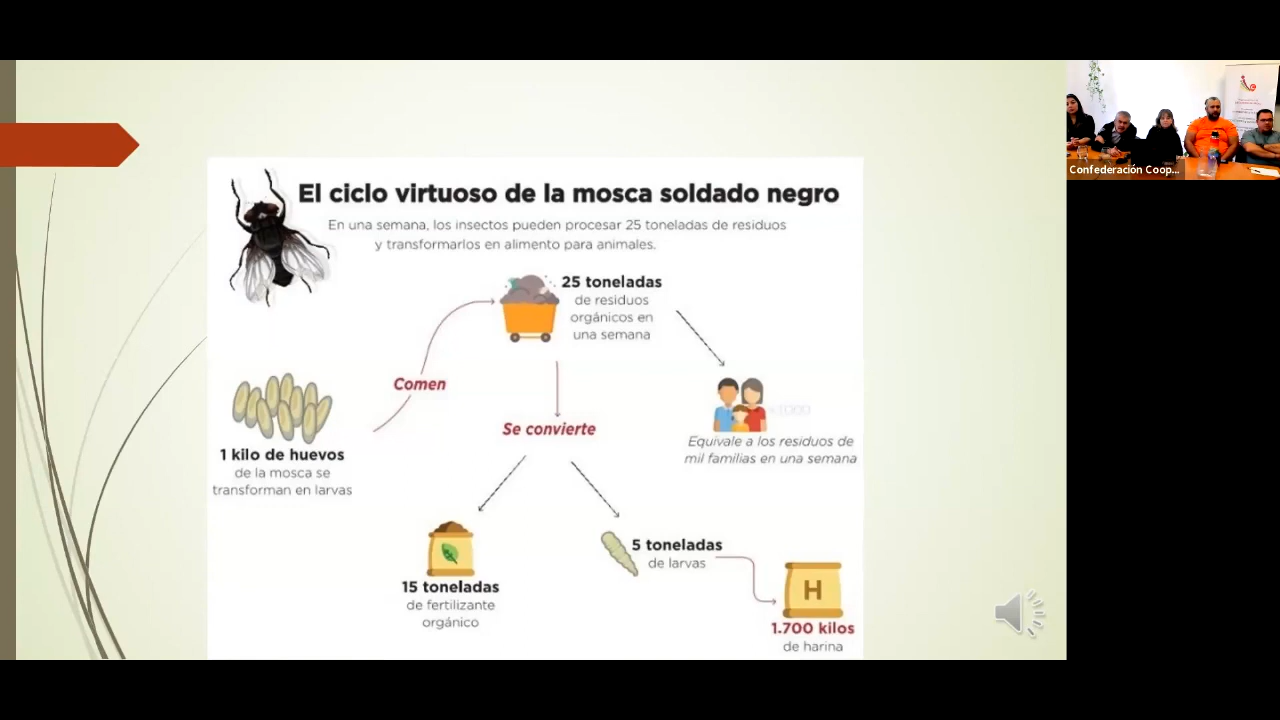 El ciclo virtuoso de la mosca soldado negro
En una semana, los insectos pueden procesar 25 toneladas de residuos
y transformarlos en alimento para animales.
25 toneladas
de residuos
orgánicos en
una semana
Comen
Se convierte
1 kilo de huevos
de la mosca se
transforman en larvas
Equivale a los residuos de
mil familias en una semana
15 toneladas
de fertilizante
orgánico
5 toneladas
de larvas
H
1.700 kilos
de harina
Confederación Coop...